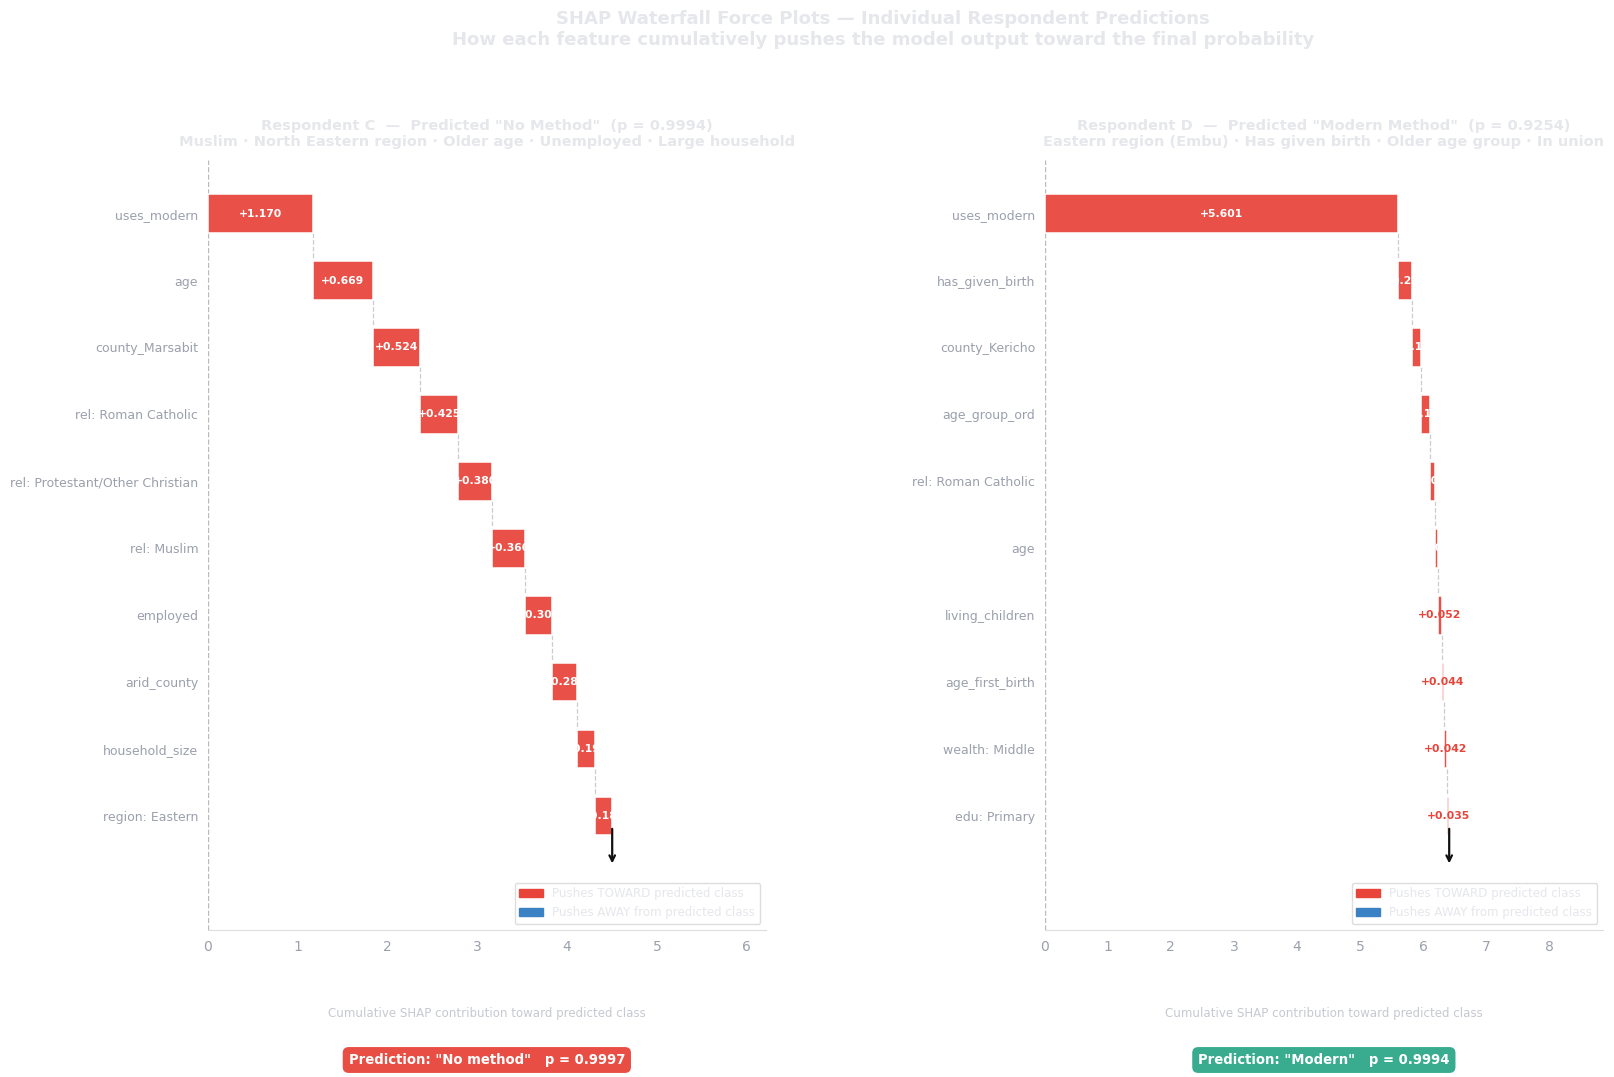 SHAP Waterfall Force Plots — Individual Respondent Predictions
How each feature cumulatively pushes the model output toward the final probability
Respondent C — Predicted "No Method" (p = 0.9994)
Muslim · North Eastern region · Older age · Unemployed · Large household
uses_modern
+1.170
age
+0.669
county_Marsabit
+0.524
rel: Roman Catholic
+0.425
rel: Protestant/Other Christian
rel: Muslim
employed
arid_county
household_size
region: Eastern
Pushes TOWARD predicted class
Pushes AWAY from predicted class
0 1 2 3 4 5 6
Cumulative SHAP contribution toward predicted class
Prediction: "No method" p = 0.9997
Respondent D — Predicted "Modern Method" (p = 0.9254)
Eastern region (Embu) · Has given birth · Older age group · In union
uses_modern
+5.601
has_given_birth
county_Kericho
age_group_ord
rel: Roman Catholic
age
living_children
+0.052
age_first_birth
+0.044
wealth: Middle
+0.042
edu: Primary
+0.035
Pushes TOWARD predicted class
Pushes AWAY from predicted class
0 1 2 3 4 5 6 7 8
Cumulative SHAP contribution toward predicted class
Prediction: "Modern" p = 0.9994